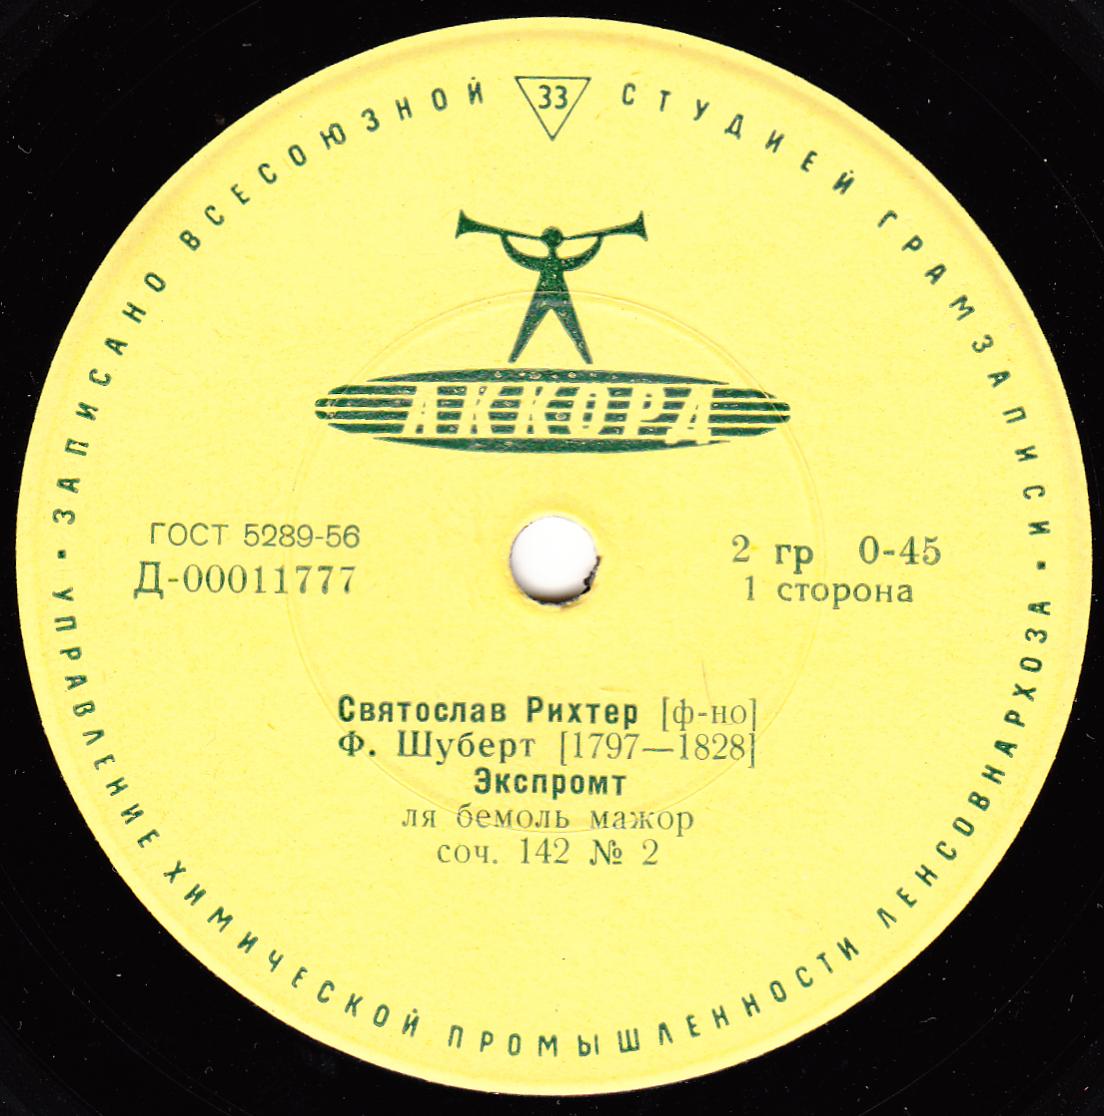 ЗАПИСАНО ВСЕСОЮЗНОЙ 33 СТУДИЕЙ ГРАМЗАПИСИ
АККОРД
ГОСТ 5289-56
Д-00011777
2 гр 0-45
1 сторона
Святослав Рихтер [ф-но]
Ф. Шуберт [1797—1828]
Экспромт
ля бемоль мажор
соч. 142 № 2
УПРАВЛЕНИЕ ХИМИЧЕСКОЙ ПРОМЫШЛЕННОСТИ ЛЕНСОВНАРХОЗА